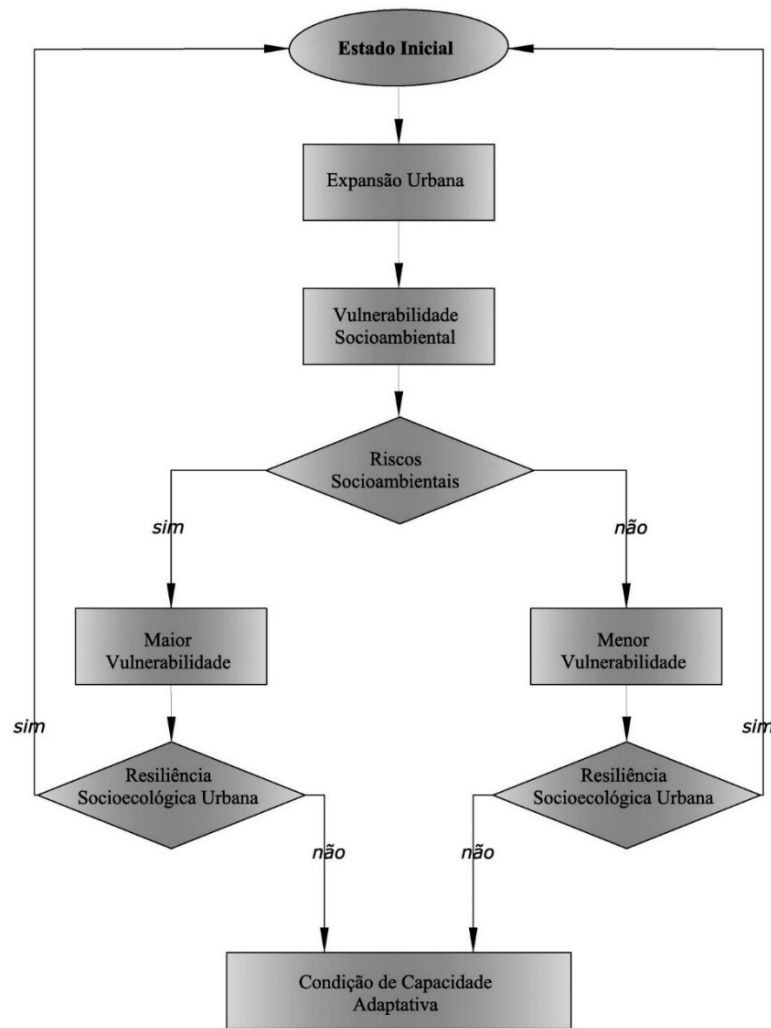 Estado Inicial
Expansão Urbana
Vulnerabilidade
Socioambiental
Riscos
Socioambientais
sim
não
Maior
Vulnerabilidade
Menor
Vulnerabilidade
sim
sim
Resiliência
Socioecológica Urbana
Resiliência
Socioecológica Urbana
não
não
Condição de Capacidade
Adaptativa